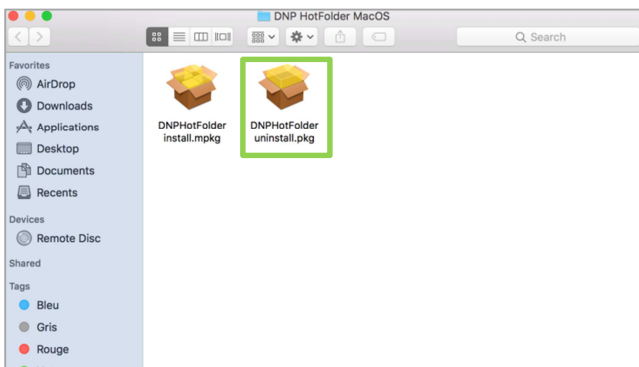 DNP HotFolder MacOS
Search
Favorites
AirDrop
Downloads
Applications
Desktop
Documents
Recents
Devices
Remote Disc
Shared
Tags
Bleu
Gris
Rouge
DNPHotFolder
install.mpkg
DNPHotFolder
uninstall.pkg